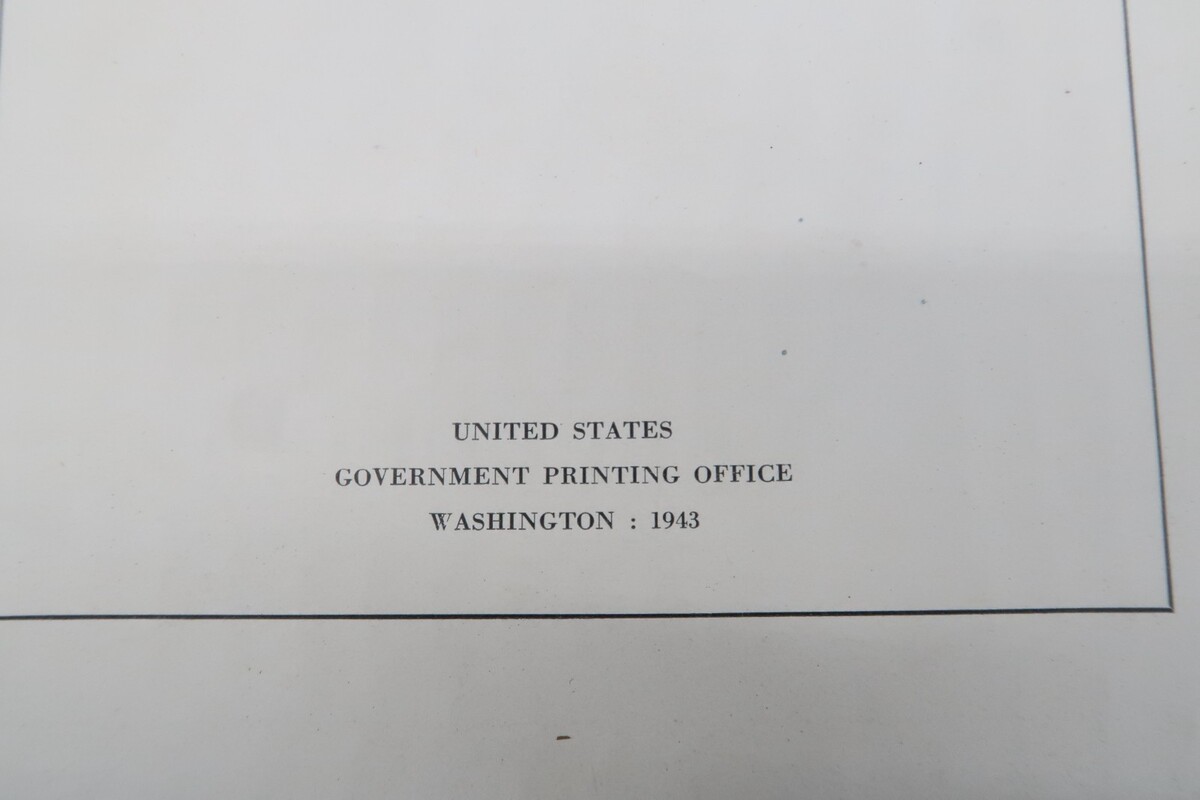 UNITED STATES
GOVERNMENT PRINTING OFFICE
WASHINGTON : 1943